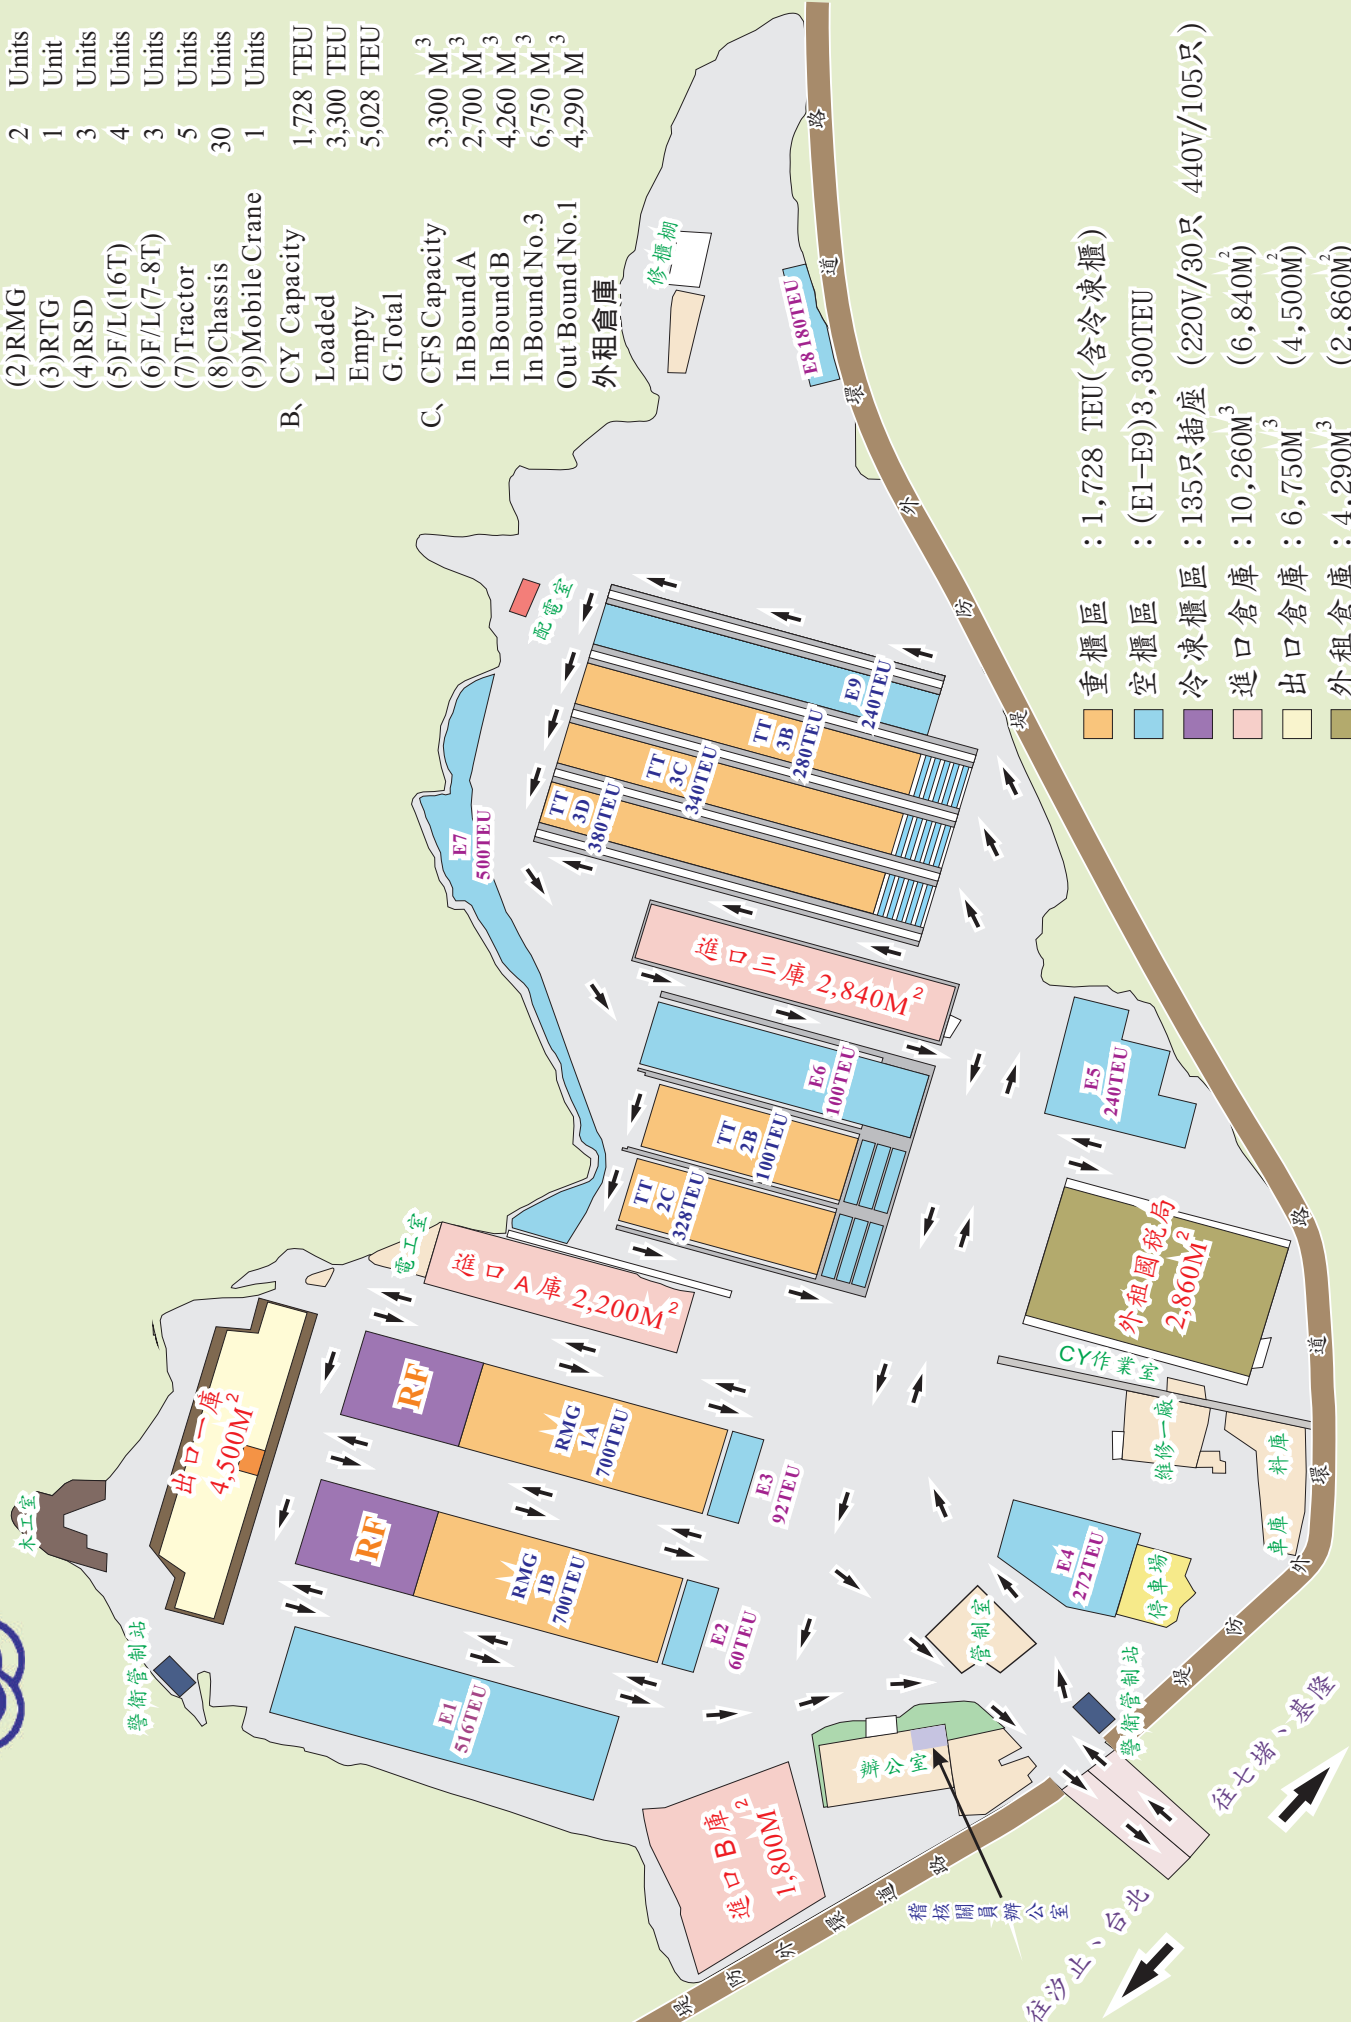 (2)RMG 2 Units
(3)RTG 1 Unit
(4)RSD 3 Units
(5)F/L(16T) 4 Units
(6)F/L(7-8T) 3 Units
(7)Tractor 5 Units
(8)Chassis 30 Units
(9)Mobile Crane 1 Units
B、 CY Capacity
Loaded 1,728 TEU
Empty 3,300 TEU
G.Total 5,028 TEU
C、 CFS Capacity
In Bound A 3,300 M³
In Bound B 2,700 M³
In Bound No.3 4,260 M³
Out Bound No.1 6,750 M³
外租倉庫 4,290 M³
木工室
警衛管制站
出口一庫
4,500M²
電工室
進口A庫 2,200M²
RF
RMG
1A
700TEU
E3
92TEU
RF
RMG
1B
700TEU
E2
60TEU
E1
516TEU
進口B庫
1,800M²
E7
500TEU
配電室
修櫃棚
E8 180TEU
TT
3D
380TEU
TT
3C
340TEU
TT
3B
280TEU
E9
240TEU
進口三庫 2,840M²
E6
100TEU
TT
2B
100TEU
TT
2C
328TEU
E5
240TEU
外租國稅局
2,860M²
CY作業室
維修一廠
料庫
車庫
E4
272TEU
停車場
管制室
警衛管制站
辦公室
稽核關員辦公室
堤防外環道路
堤防外環道路
堤防外環道路
往汐止、台北
往七堵、基隆
重櫃區 :1,728 TEU(含冷凍櫃)
空櫃區 :(E1-E9)3,300TEU
冷凍櫃區:135只插座 (220V/30只 440V/105只)
進口倉庫:10,260M³ (6,840M²)
出口倉庫:6,750M³ (4,500M²)
外租倉庫:4,290M³ (2,860M²)